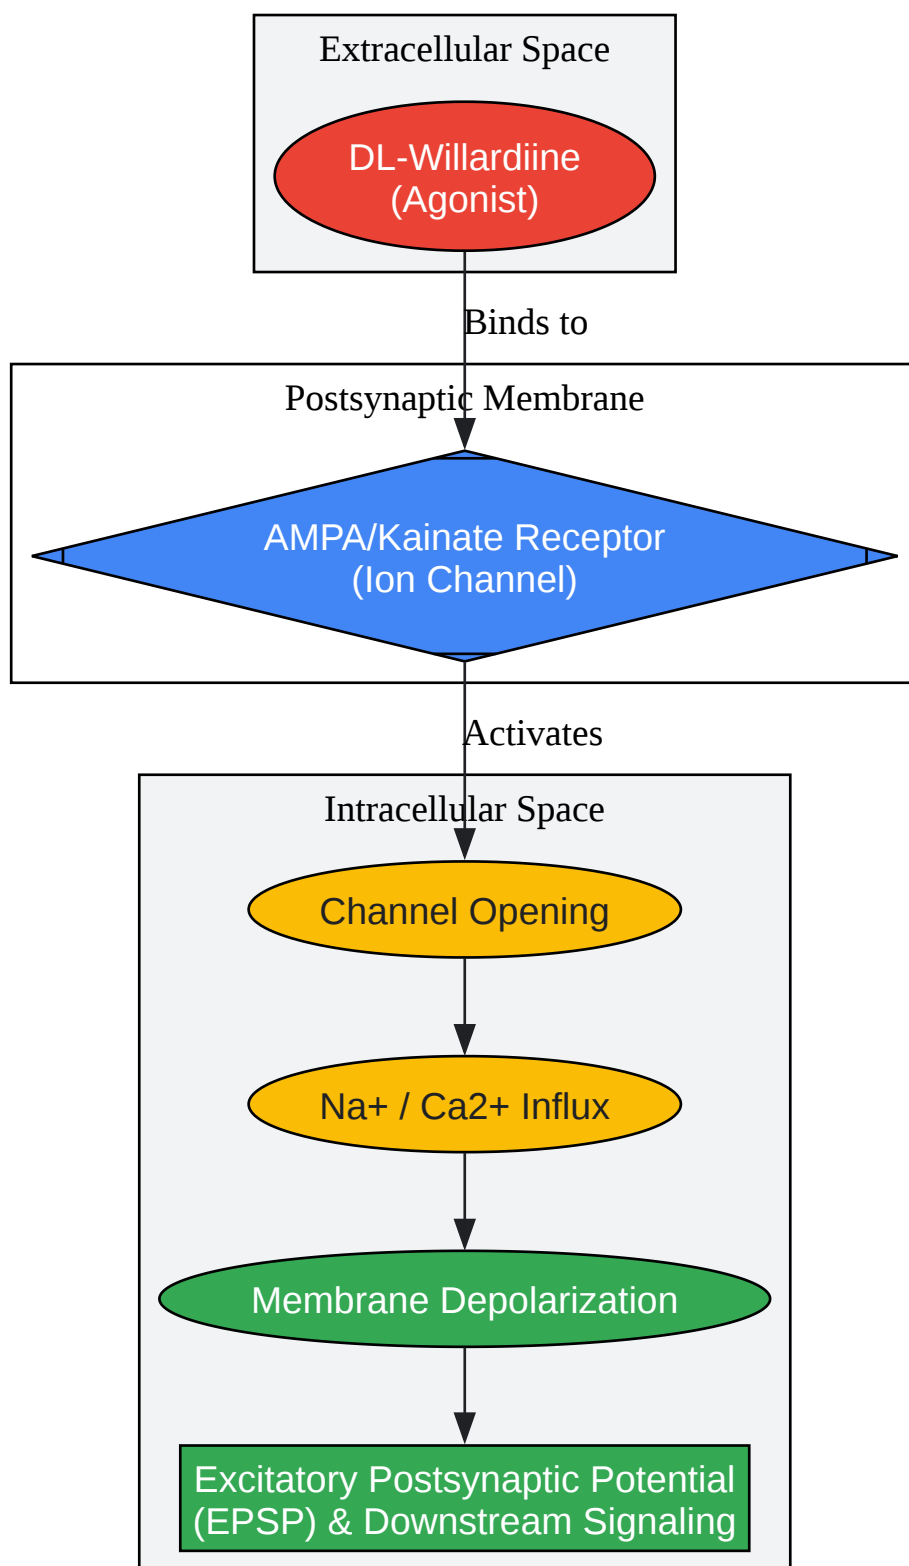 Extracellular Space
DL-Willardiine
(Agonist)
Binds to
Postsynaptic Membrane
AMPA/Kainate Receptor
(Ion Channel)
Activates
Intracellular Space
Channel Opening
Na+ / Ca2+ Influx
Membrane Depolarization
Excitatory Postsynaptic Potential
(EPSP) & Downstream Signaling